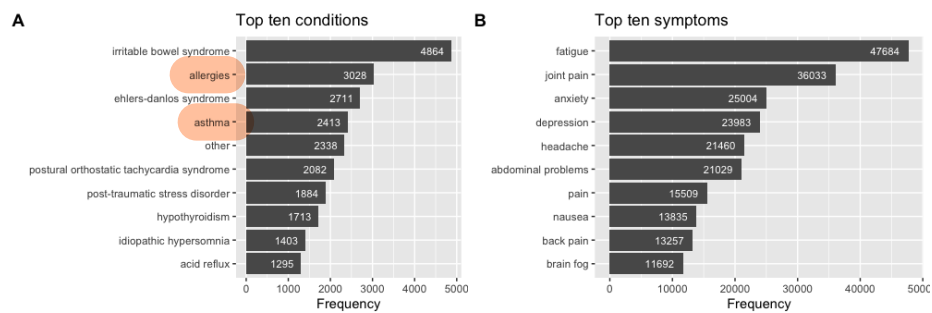 A
Top ten conditions
irritable bowel syndrome 4864
allergies 3028
ehlers-danlos syndrome 2711
asthma 2413
other 2338
postural orthostatic tachycardia syndrome 2082
post-traumatic stress disorder 1884
hypothyroidism 1713
idiopathic hypersomnia 1403
acid reflux 1295
0 1000 2000 3000 4000 5000
Frequency
B
Top ten symptoms
fatigue 47684
joint pain 36033
anxiety 25004
depression 23983
headache 21460
abdominal problems 21029
pain 15509
nausea 13835
back pain 13257
brain fog 11692
0 10000 20000 30000 40000 50000
Frequency